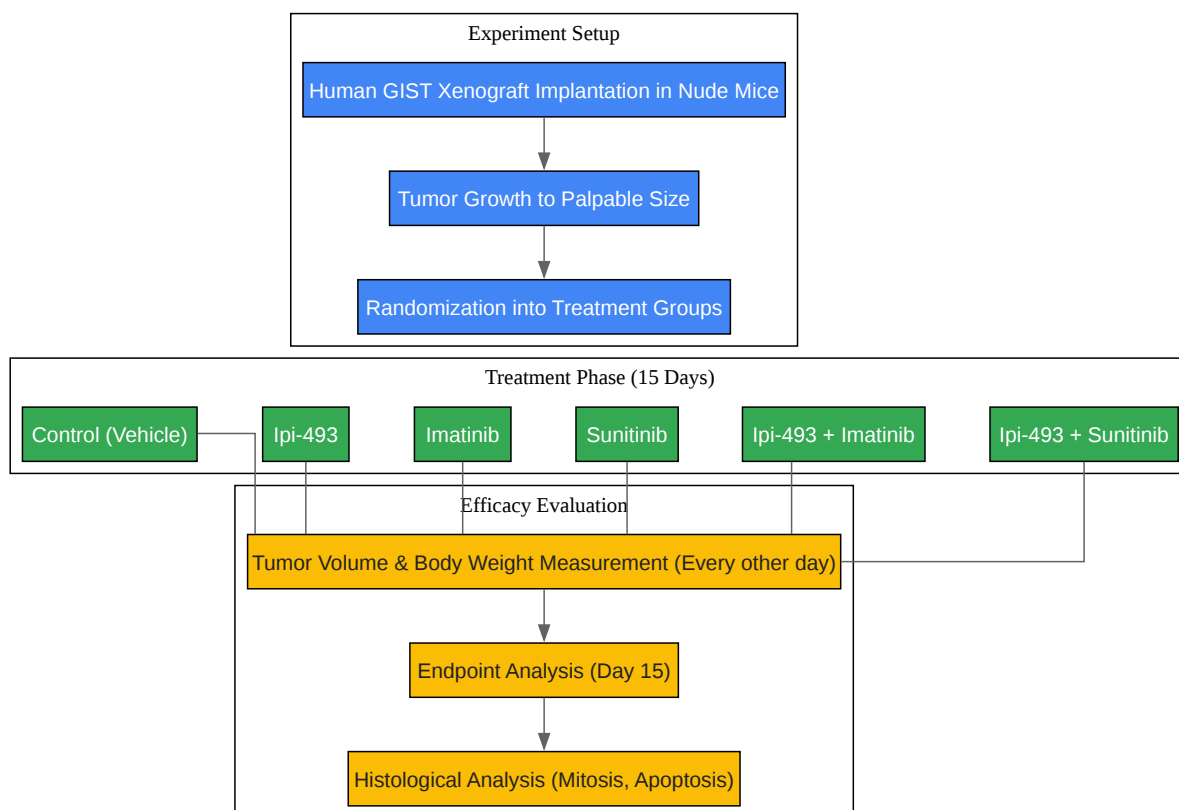 Experiment Setup
Human GIST Xenograft Implantation in Nude Mice
Tumor Growth to Palpable Size
Randomization into Treatment Groups
Treatment Phase (15 Days)
Control (Vehicle)
Ipi-493
Imatinib
Sunitinib
Ipi-493 + Imatinib
Ipi-493 + Sunitinib
Efficacy Evaluation
Tumor Volume & Body Weight Measurement (Every other day)
Endpoint Analysis (Day 15)
Histological Analysis (Mitosis, Apoptosis)